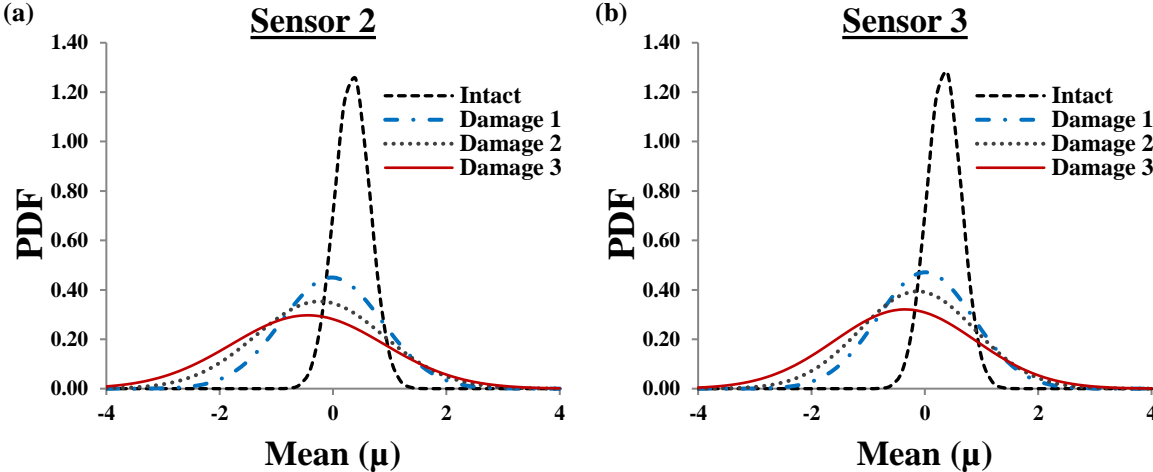 (a)
Sensor 2
1.40
1.20
1.00
0.80
0.60
0.40
0.20
0.00
PDF
Intact
Damage 1
Damage 2
Damage 3
-4 -2 0 2 4
Mean (μ)
(b)
Sensor 3
1.40
1.20
1.00
0.80
0.60
0.40
0.20
0.00
PDF
Intact
Damage 1
Damage 2
Damage 3
-4 -2 0 2 4
Mean (μ)